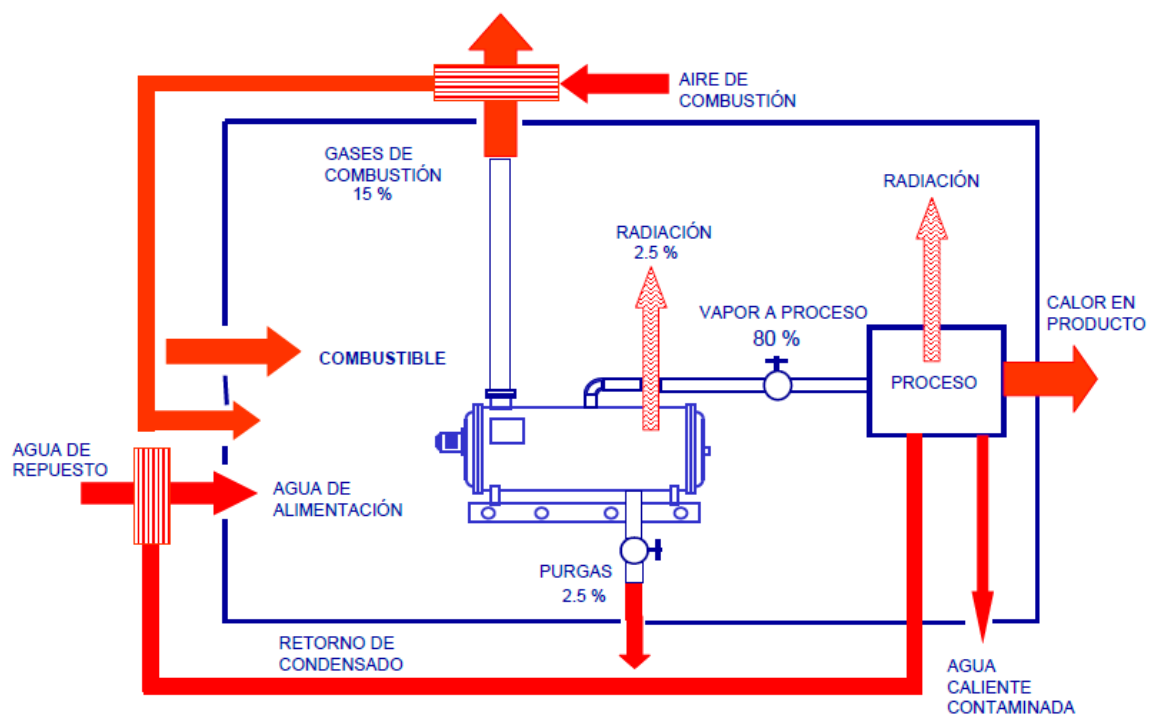 AIRE DE
COMBUSTIÓN
GASES DE
COMBUSTIÓN
15 %
RADIACIÓN
RADIACIÓN
2.5 %
VAPOR A PROCESO
80 %
CALOR EN
PRODUCTO
COMBUSTIBLE
PROCESO
AGUA DE
REPUESTO
AGUA DE
ALIMENTACIÓN
PURGAS
2.5 %
RETORNO DE
CONDENSADO
AGUA
CALIENTE
CONTAMINADA